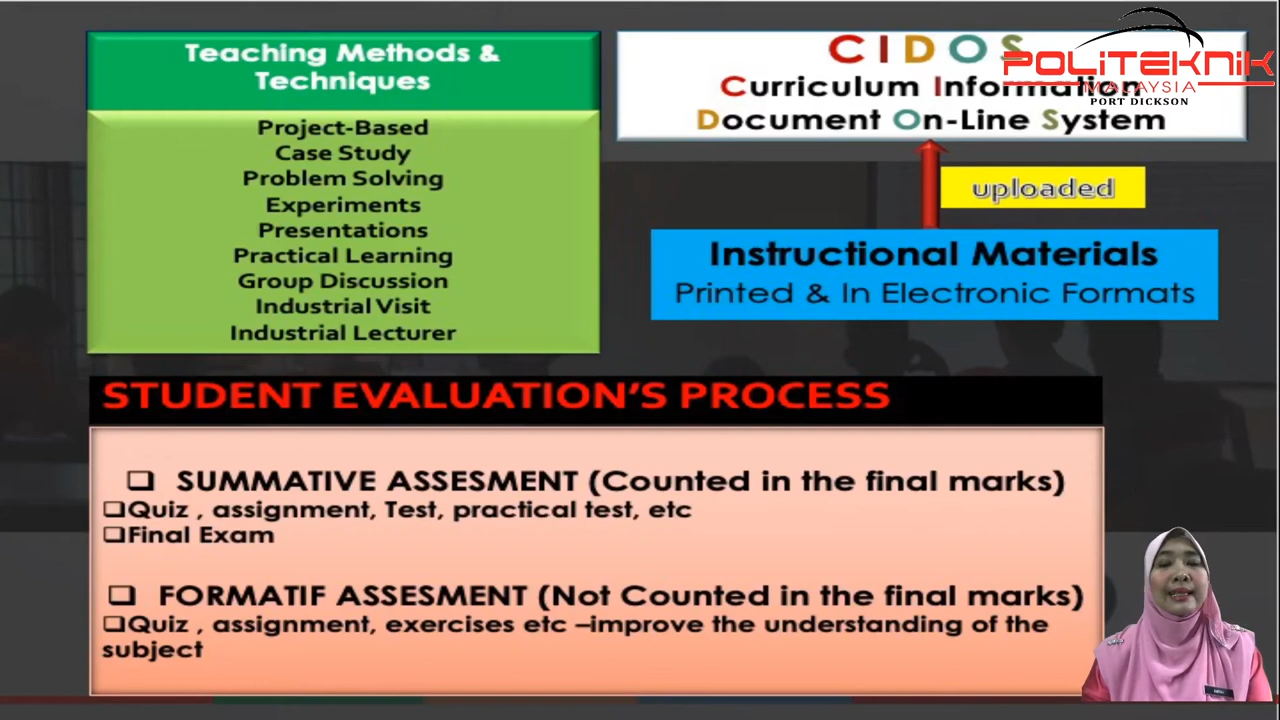 Teaching Methods &
Techniques
Project-Based
Case Study
Problem Solving
Experiments
Presentations
Practical Learning
Group Discussion
Industrial Visit
Industrial Lecturer
CIDOS
Curriculum Information
Document On-Line System
POLITEKNIK
MALAYSIA
PORT DICKSON
uploaded
Instructional Materials
Printed & In Electronic Formats
STUDENT EVALUATION'S PROCESS
❑ SUMMATIVE ASSESMENT (Counted in the final marks)
❑Quiz , assignment, Test, practical test, etc
❑Final Exam
❑ FORMATIF ASSESMENT (Not Counted in the final marks)
❑Quiz , assignment, exercises etc –improve the understanding of the
subject